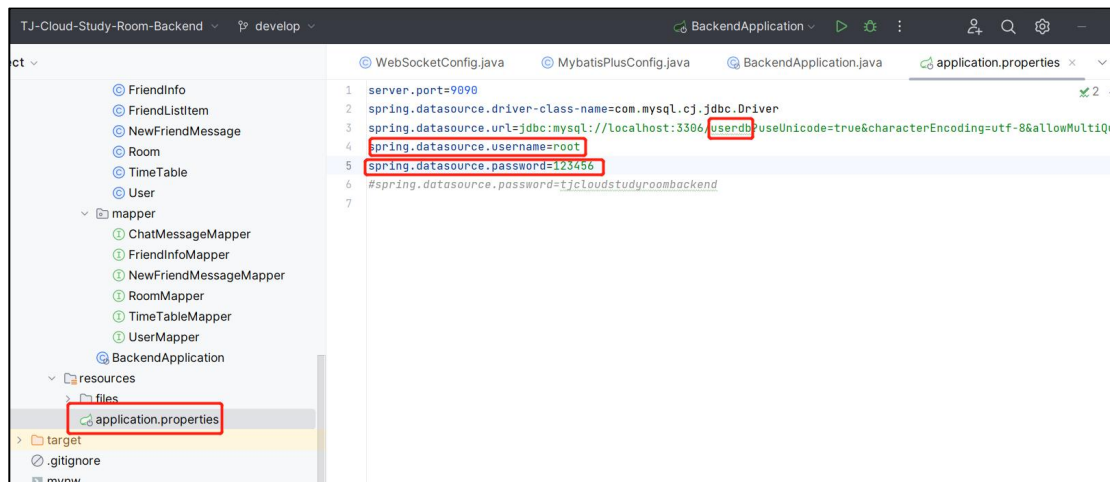 TJ-Cloud-Study-Room-Backend develop BackendApplication
ect WebSocketConfig.java MybatisPlusConfig.java BackendApplication.java application.properties
FriendInfo
FriendListItem
NewFriendMessage
Room
TimeTable
User
mapper
ChatMessageMapper
FriendInfoMapper
NewFriendMessageMapper
RoomMapper
TimeTableMapper
UserMapper
BackendApplication
resources
files
application.properties
target
.gitignore
mvnw
1 server.port=9090
2
2 spring.datasource.driver-class-name=com.mysql.cj.jdbc.Driver
3 spring.datasource.url=jdbc:mysql://localhost:3306/userdb?useUnicode=true&characterEncoding=utf-8&allowMultiQu
4 spring.datasource.username=root
5 spring.datasource.password=123456
6 #spring.datasource.password=tjcloudstudyroombackend
7